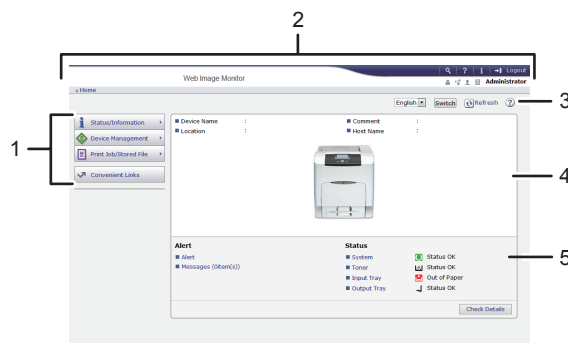 2
Logout
Web Image Monitor
Administrator
Home
English Switch Refresh ? 3
1
Status/Information
Device Management
Print Job/Stored File
Convenient Links
Device Name : Comment :
Location : Host Name :
4
Alert Status
Alert System Status OK
Messages (0item(s)) Toner Status OK
Input Tray Out of Paper
Output Tray Status OK
5
Check Details